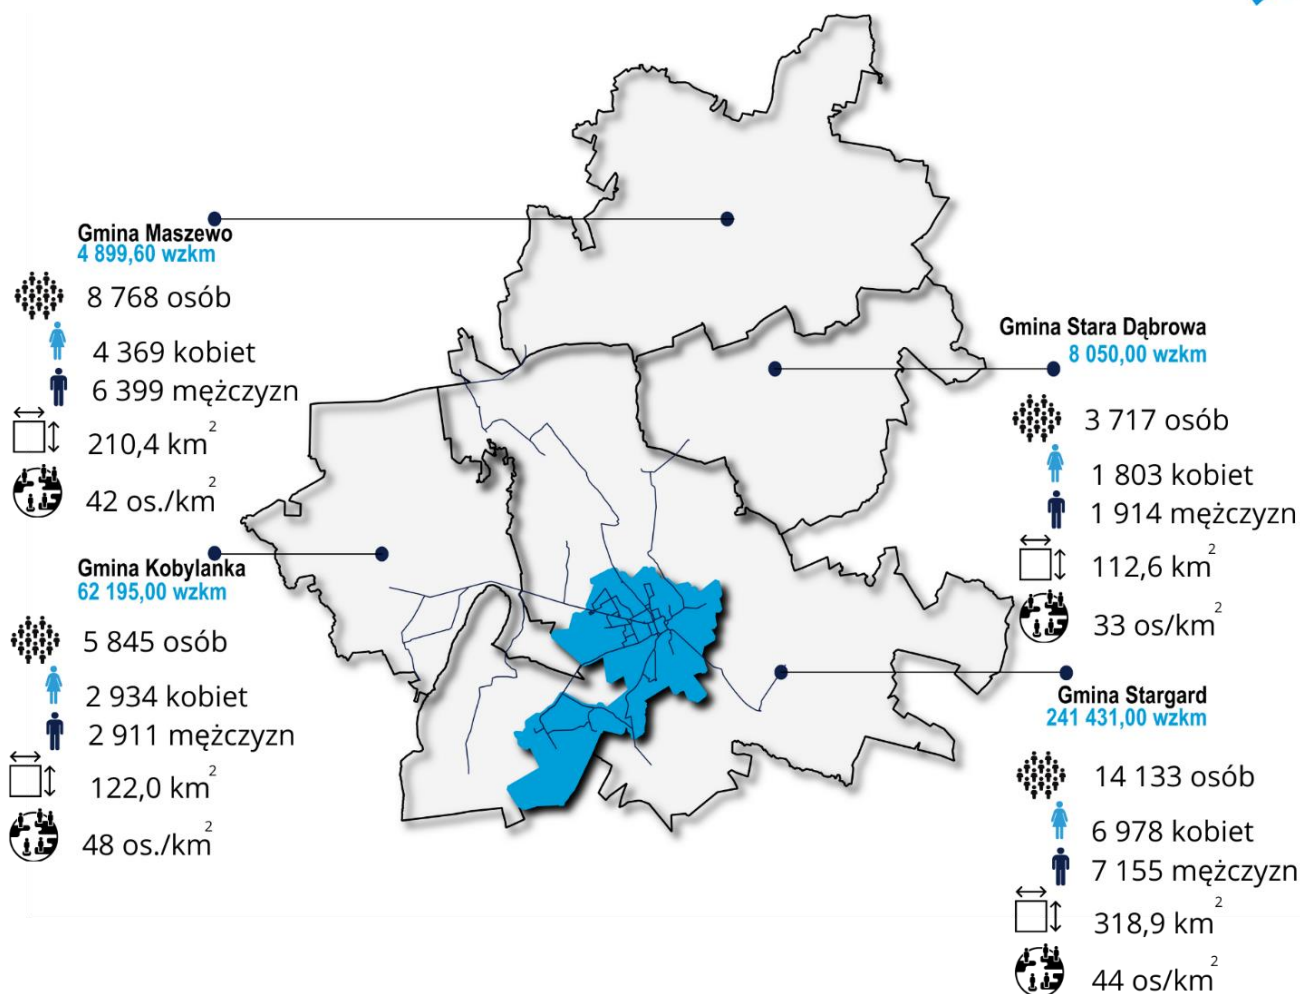 Gmina Maszewo
4 899,60 wzkm
8 768 osób
4 369 kobiet
6 399 mężczyzn
210,4 km²
42 os./km²
Gmina Kobylanka
62 195,00 wzkm
5 845 osób
2 934 kobiet
2 911 mężczyzn
122,0 km²
48 os./km²
Gmina Stara Dąbrowa
8 050,00 wzkm
3 717 osób
1 803 kobiet
1 914 mężczyzn
112,6 km²
33 os/km²
Gmina Stargard
241 431,00 wzkm
14 133 osób
6 978 kobiet
7 155 mężczyzn
318,9 km²
44 os/km²